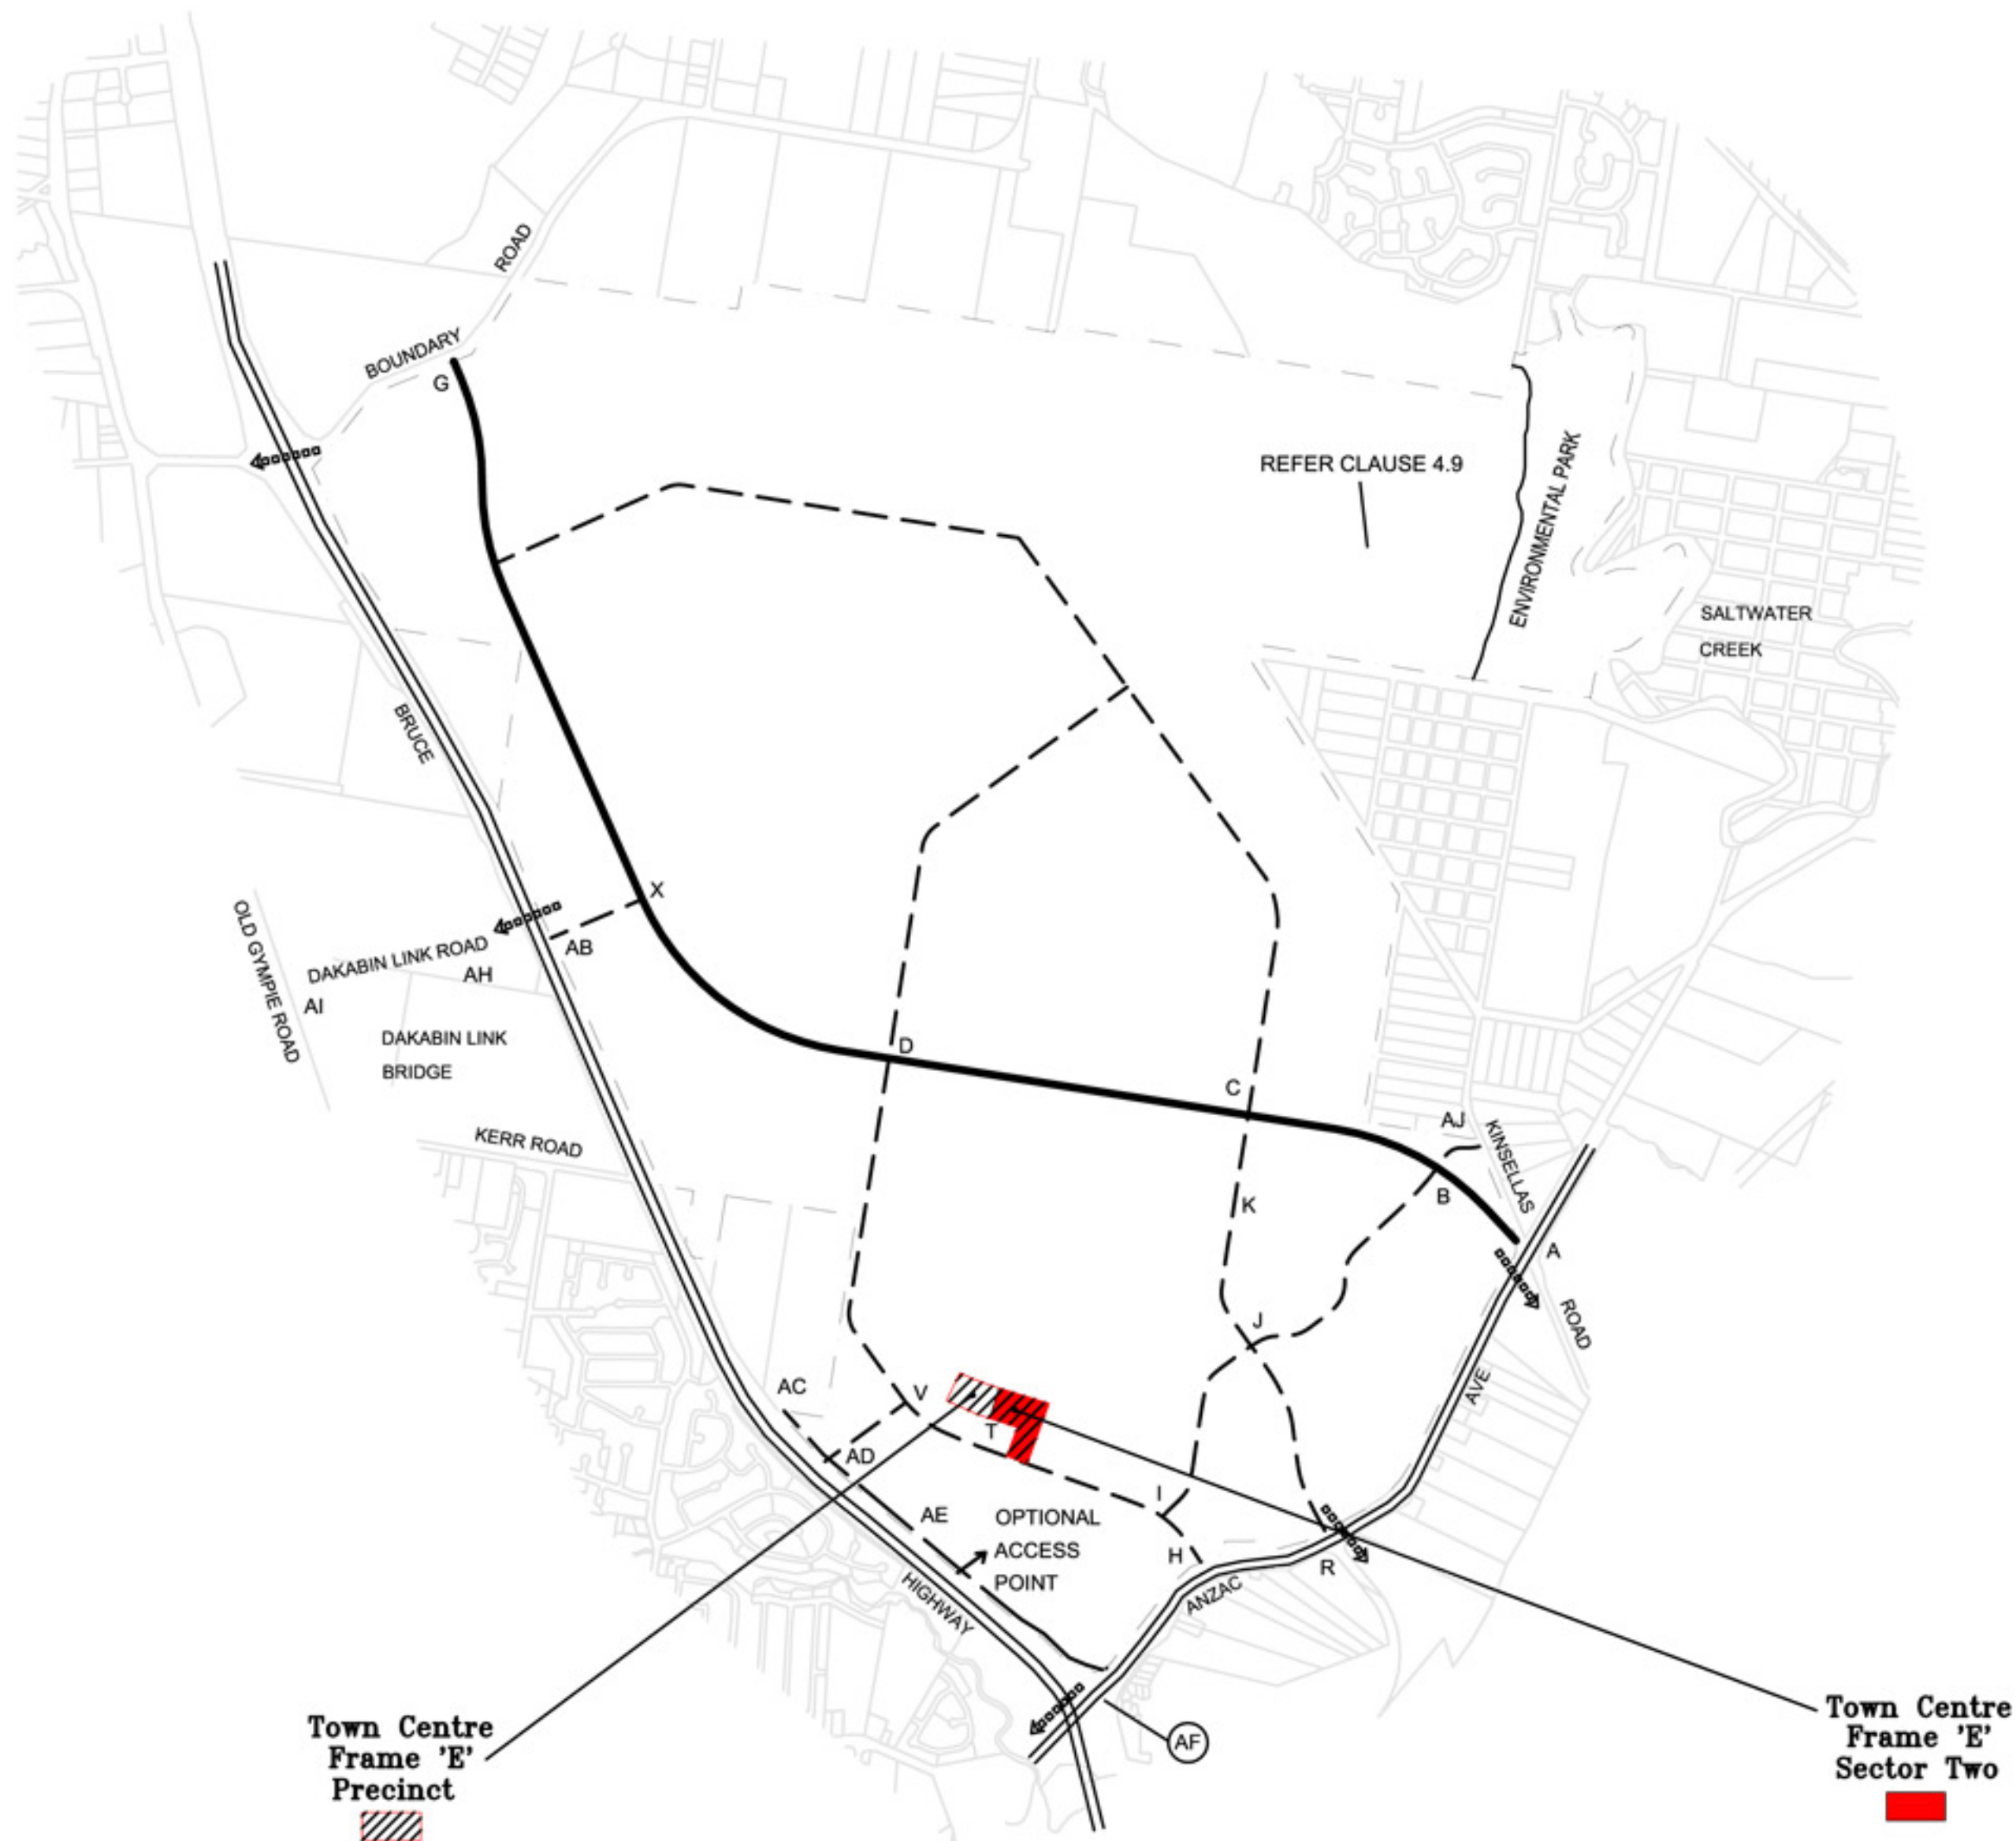 ROAD
BOUNDARY
G
REFER CLAUSE 4.9
ENVIRONMENTAL PARK
SALTWATER
CREEK
BRUCE
X
OLD GYMPIE ROAD
DAKABIN LINK ROAD
AB
AH
AI
DAKABIN LINK
BRIDGE
D
C
AJ
KINSELLAS
KERR ROAD
B
K
A
ROAD
J
AVE
AC
V
T
AD
I
AE
OPTIONAL
ACCESS
POINT
H
R
ANZAC
HIGHWAY
AF
Town Centre
Frame 'E'
Precinct
Town Centre
Frame 'E'
Sector Two